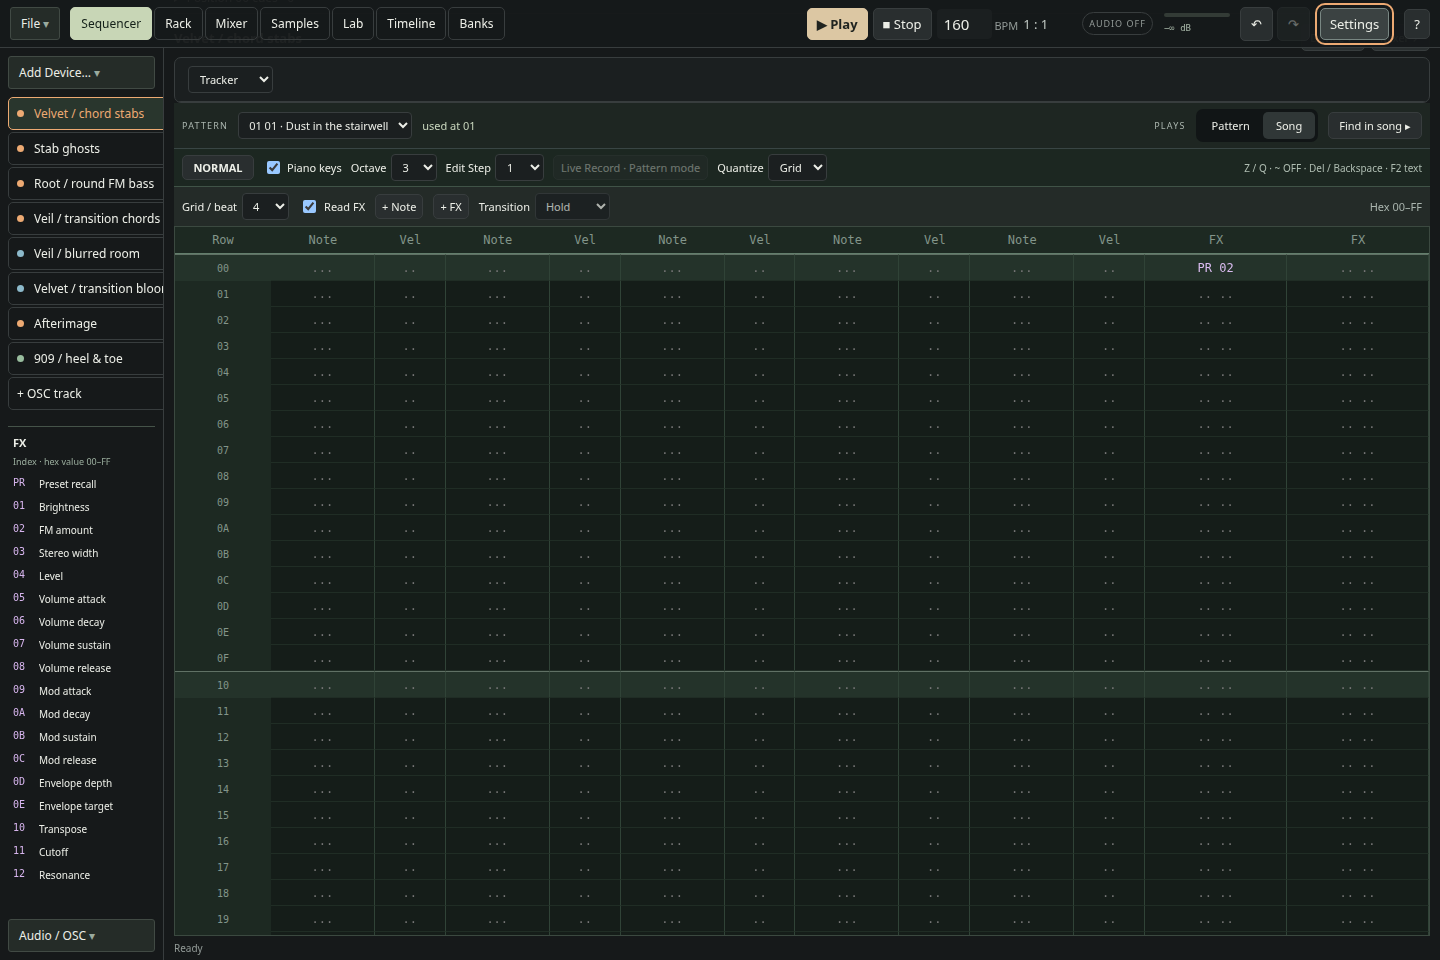 File ▾ Sequencer Rack Mixer Samples Lab Timeline Banks ▶ Play ■ Stop 160 BPM 1 : 1 AUDIO OFF −∞ dB ↶ ↷ Settings ?
Add Device... ▾
Velvet / chord stabs
Stab ghosts
Root / round FM bass
Veil / transition chords
Veil / blurred room
Velvet / transition bloo
Afterimage
909 / heel & toe
+ OSC track
FX
Index · hex value 00–FF
PR Preset recall
01 Brightness
02 FM amount
03 Stereo width
04 Level
05 Volume attack
06 Volume decay
07 Volume sustain
08 Volume release
09 Mod attack
0A Mod decay
0B Mod sustain
0C Mod release
0D Envelope depth
0E Envelope target
10 Transpose
11 Cutoff
12 Resonance
Audio / OSC ▾
Tracker
PATTERN 01 01 · Dust in the stairwell used at 01 PLAYS Pattern Song Find in song ▸
NORMAL Piano keys Octave 3 Edit Step 1 Live Record · Pattern mode Quantize Grid Z / Q · ~ OFF · Del / Backspace · F2 text
Grid / beat 4 Read FX + Note + FX Transition Hold Hex 00–FF
Row Note Vel Note Vel Note Vel Note Vel Note Vel FX FX
00 ... .. ... .. ... .. ... .. ... .. PR 02 .. ..
01 ... .. ... .. ... .. ... .. ... .. .. .. .. ..
02 ... .. ... .. ... .. ... .. ... .. .. .. .. ..
03 ... .. ... .. ... .. ... .. ... .. .. .. .. ..
04 ... .. ... .. ... .. ... .. ... .. .. .. .. ..
05 ... .. ... .. ... .. ... .. ... .. .. .. .. ..
06 ... .. ... .. ... .. ... .. ... .. .. .. .. ..
07 ... .. ... .. ... .. ... .. ... .. .. .. .. ..
08 ... .. ... .. ... .. ... .. ... .. .. .. .. ..
09 ... .. ... .. ... .. ... .. ... .. .. .. .. ..
0A ... .. ... .. ... .. ... .. ... .. .. .. .. ..
0B ... .. ... .. ... .. ... .. ... .. .. .. .. ..
0C ... .. ... .. ... .. ... .. ... .. .. .. .. ..
0D ... .. ... .. ... .. ... .. ... .. .. .. .. ..
0E ... .. ... .. ... .. ... .. ... .. .. .. .. ..
0F ... .. ... .. ... .. ... .. ... .. .. .. .. ..
10 ... .. ... .. ... .. ... .. ... .. .. .. .. ..
11 ... .. ... .. ... .. ... .. ... .. .. .. .. ..
12 ... .. ... .. ... .. ... .. ... .. .. .. .. ..
13 ... .. ... .. ... .. ... .. ... .. .. .. .. ..
14 ... .. ... .. ... .. ... .. ... .. .. .. .. ..
15 ... .. ... .. ... .. ... .. ... .. .. .. .. ..
16 ... .. ... .. ... .. ... .. ... .. .. .. .. ..
17 ... .. ... .. ... .. ... .. ... .. .. .. .. ..
18 ... .. ... .. ... .. ... .. ... .. .. .. .. ..
19 ... .. ... .. ... .. ... .. ... .. .. .. .. ..
Ready